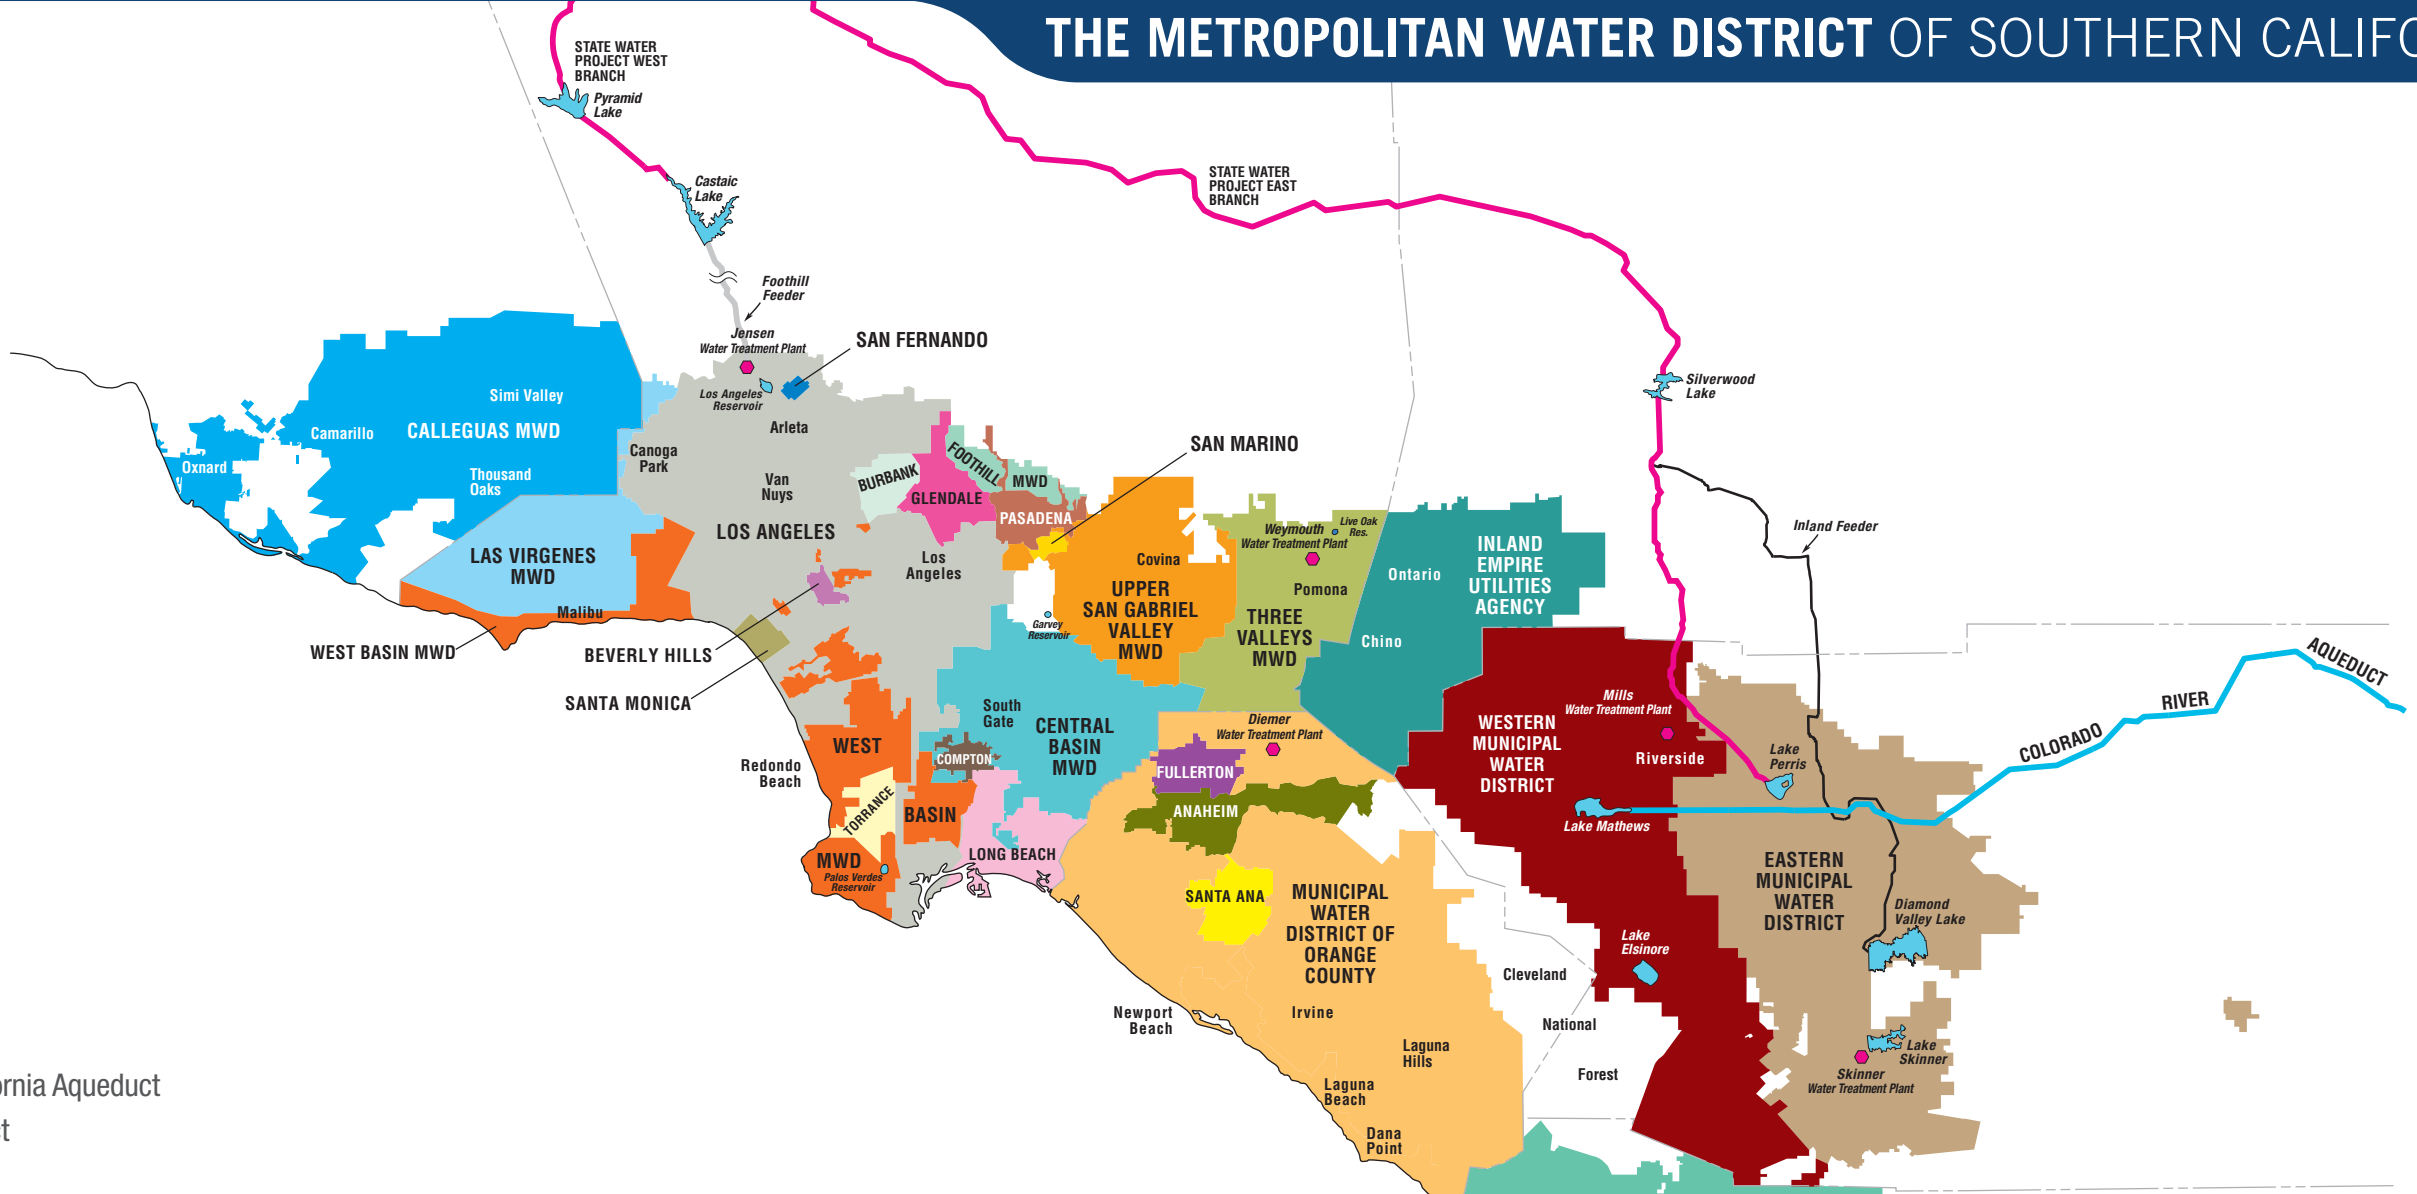 THE METROPOLITAN WATER DISTRICT OF SOUTHERN CALIFO
STATE WATER
PROJECT WEST
BRANCH
Pyramid
Lake
Castaic
Lake
STATE WATER
PROJECT EAST
BRANCH
Foothill
Feeder
Jensen
Water Treatment Plant
SAN FERNANDO
Los Angeles
Reservoir
Silverwood
Lake
Simi Valley
Camarillo
CALLEGUAS MWD
Oxnard
Thousand
Oaks
Canoga
Park
Arleta
Van
Nuys
BURBANK
GLENDALE
FOOTHILL
MWD
PASADENA
SAN MARINO
LOS ANGELES
Los
Angeles
LAS VIRGENES
MWD
Malibu
WEST BASIN MWD
BEVERLY HILLS
SANTA MONICA
Covina
UPPER
SAN GABRIEL
VALLEY
MWD
Garvey
Reservoir
Weymouth
Water Treatment Plant
Live Oak
Res.
Pomona
THREE
VALLEYS
MWD
Ontario
INLAND
EMPIRE
UTILITIES
AGENCY
Chino
Inland Feeder
AQUEDUCT
RIVER
COLORADO
South
Gate
CENTRAL
BASIN
MWD
COMPTON
WEST
Redondo
Beach
TORRANCE
BASIN
MWD
Palos Verdes
Reservoir
LONG BEACH
Diemer
Water Treatment Plant
FULLERTON
ANAHEIM
SANTA ANA
MUNICIPAL
WATER
DISTRICT OF
ORANGE
COUNTY
WESTERN
MUNICIPAL
WATER
DISTRICT
Mills
Water Treatment Plant
Riverside
Lake
Perris
Lake Mathews
EASTERN
MUNICIPAL
WATER
DISTRICT
Diamond
Valley Lake
Lake
Elsinore
Cleveland
National
Forest
Newport
Beach
Irvine
Laguna
Hills
Laguna
Beach
Dana
Point
Lake
Skinner
Skinner
Water Treatment Plant
rnia Aqueduct
t